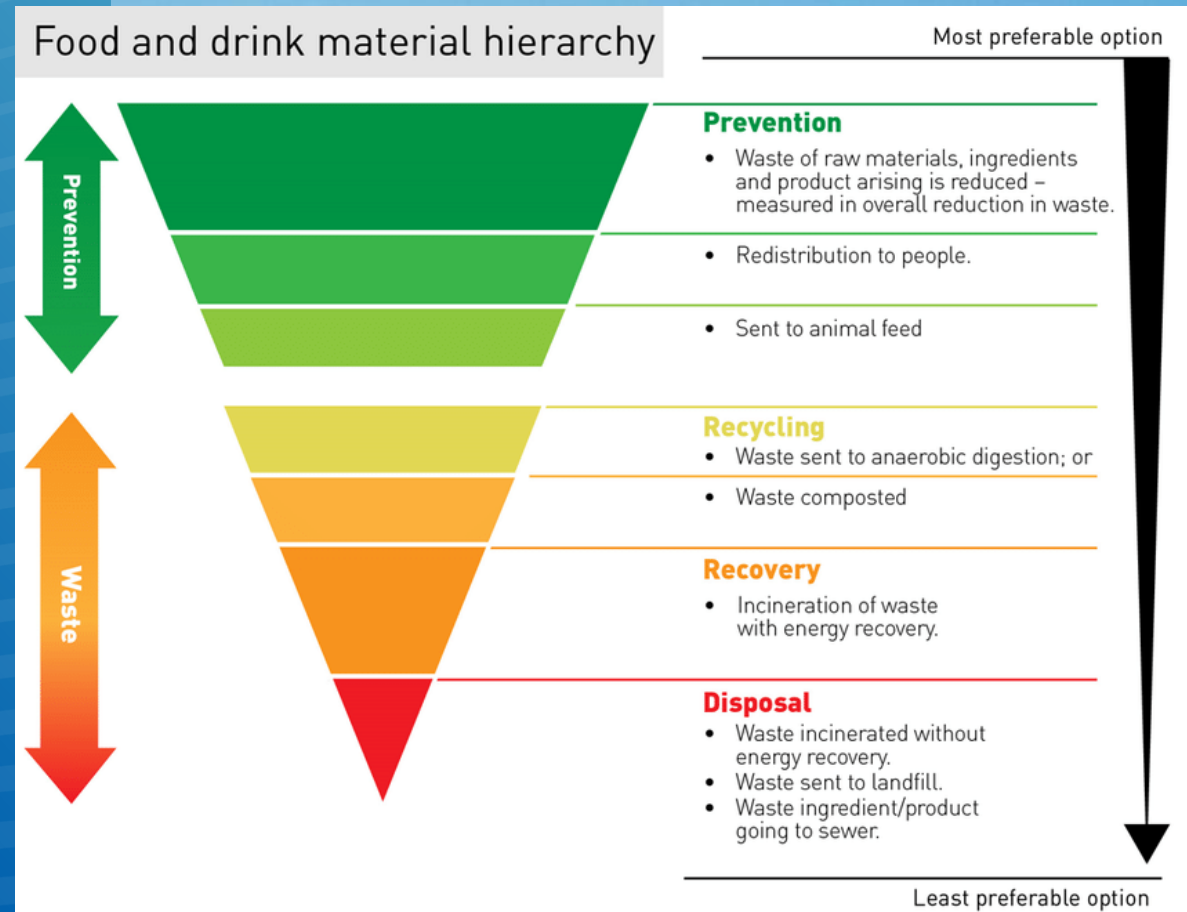 Food and drink material hierarchy
Most preferable option
Prevention
Prevention
• Waste of raw materials, ingredients
and product arising is reduced –
measured in overall reduction in waste.
• Redistribution to people.
• Sent to animal feed
Waste
Recycling
• Waste sent to anaerobic digestion; or
• Waste composted
Recovery
• Incineration of waste
with energy recovery.
Disposal
• Waste incinerated without
energy recovery.
• Waste sent to landfill.
• Waste ingredient/product
going to sewer.
Least preferable option